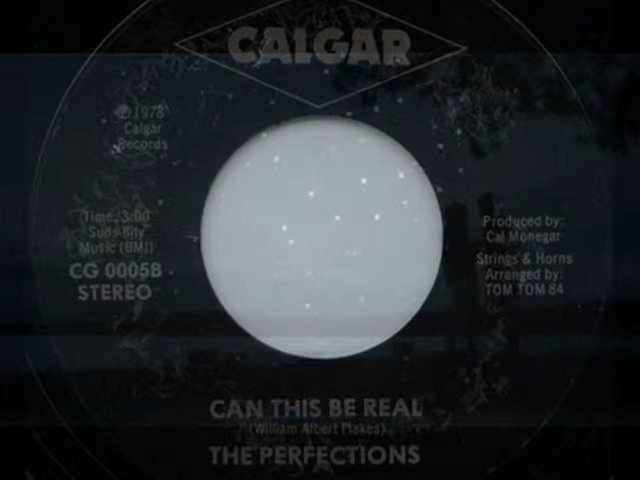 CALGAR
℗ 1978
Calgar
Records
Time: 3:00
Suds City
Music (BMI)
CG 0005B
STEREO
Produced by:
Cal Monegar
Strings & Horns
Arranged by:
TOM TOM 84
CAN THIS BE REAL
(William Albert Flakes)
THE PERFECTIONS